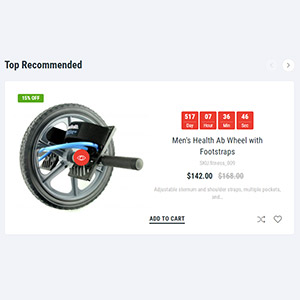 Top Recommended
15% OFF
517 07 36 46
Day Hour Min Sec
Men's Health Ab Wheel with
Footstraps
SKU fitness_009
$142.00 $168.00
Adjustable sternum and shoulder straps, multiple pockets,
and...
ADD TO CART